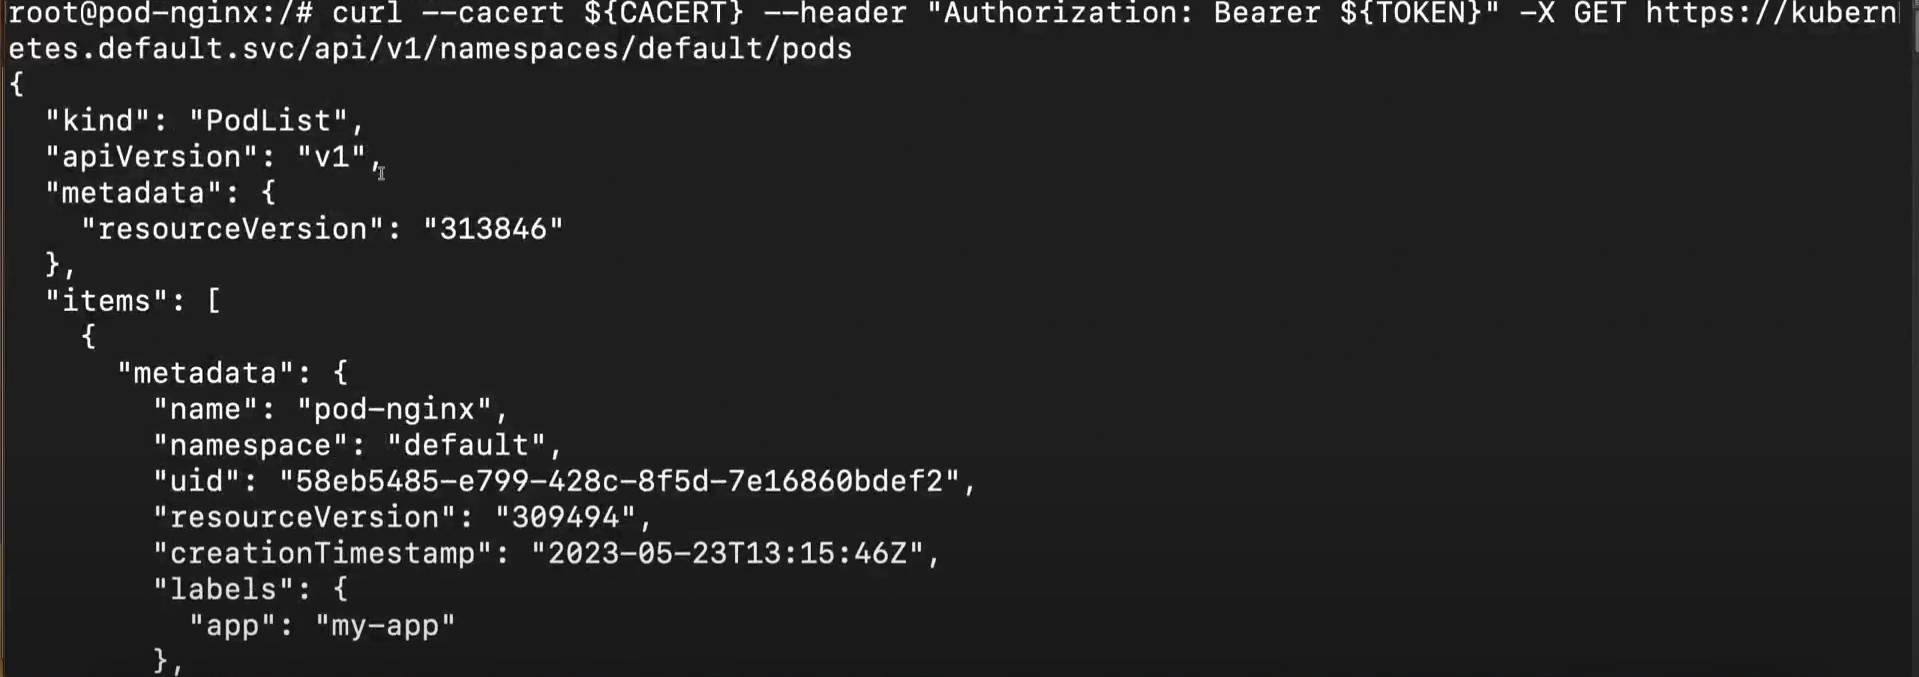 root@pod-nginx:/# curl --cacert ${CACERT} --header "Authorization: Bearer ${TOKEN}" -X GET https://kubern
etes.default.svc/api/v1/namespaces/default/pods
{
  "kind": "PodList",
  "apiVersion": "v1",
  "metadata": {
    "resourceVersion": "313846"
  },
  "items": [
    {
      "metadata": {
        "name": "pod-nginx",
        "namespace": "default",
        "uid": "58eb5485-e799-428c-8f5d-7e16860bdef2",
        "resourceVersion": "309494",
        "creationTimestamp": "2023-05-23T13:15:46Z",
        "labels": {
          "app": "my-app"
        },